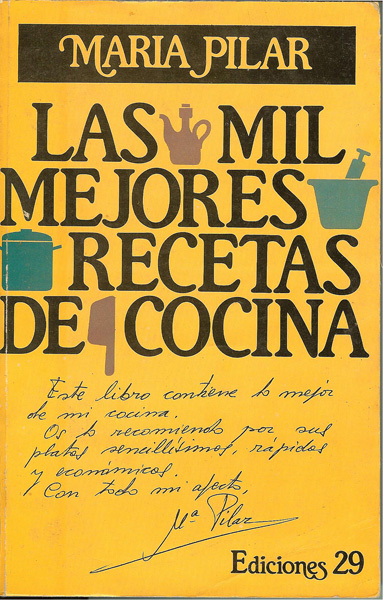 MARIA PILAR
LAS MIL
MEJORES
RECETAS
DE COCINA
Este libro contiene lo mejor
de mi cocina.
Os lo recomiendo por sus
platos sencillísimos, rápidos
y económicos.
Con todo mi afecto,
Mª Pilar
Ediciones 29